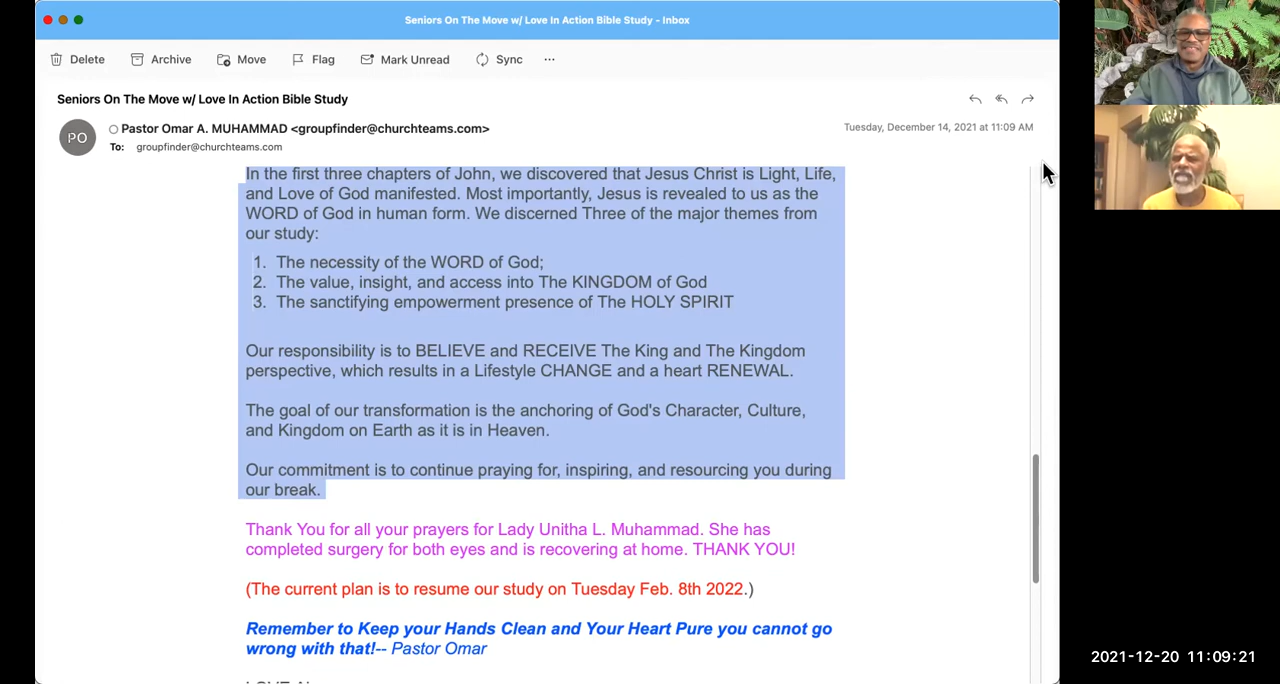 Seniors On The Move w/ Love In Action Bible Study - Inbox
Delete Archive Move Flag Mark Unread Sync ...
Seniors On The Move w/ Love In Action Bible Study
PO
Pastor Omar A. MUHAMMAD <groupfinder@churchteams.com>
Tuesday, December 14, 2021 at 11:09 AM
To: groupfinder@churchteams.com
In the first three chapters of John, we discovered that Jesus Christ is Light, Life,
and Love of God manifested. Most importantly, Jesus is revealed to us as the
WORD of God in human form. We discerned Three of the major themes from
our study:
1. The necessity of the WORD of God;
2. The value, insight, and access into The KINGDOM of God
3. The sanctifying empowerment presence of The HOLY SPIRIT
Our responsibility is to BELIEVE and RECEIVE The King and The Kingdom
perspective, which results in a Lifestyle CHANGE and a heart RENEWAL.
The goal of our transformation is the anchoring of God's Character, Culture,
and Kingdom on Earth as it is in Heaven.
Our commitment is to continue praying for, inspiring, and resourcing you during
our break.
Thank You for all your prayers for Lady Unitha L. Muhammad. She has
completed surgery for both eyes and is recovering at home. THANK YOU!
(The current plan is to resume our study on Tuesday Feb. 8th 2022.)
Remember to Keep your Hands Clean and Your Heart Pure you cannot go
wrong with that!-- Pastor Omar
2021-12-20 11:09:21